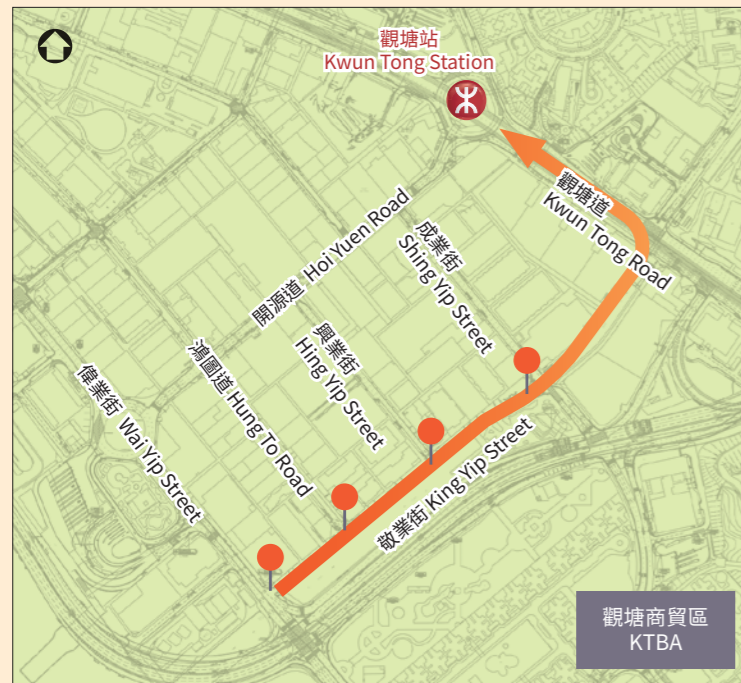 觀塘站
Kwun Tong Station
觀塘道
Kwun Tong Road
開源道 Hoi Yuen Road
成業街
Shing Yip Street
興業街
Hing Yip Street
鴻圖道 Hung To Road
偉業街 Wai Yip Street
敬業街 King Yip Street
觀塘商貿區
KTBA